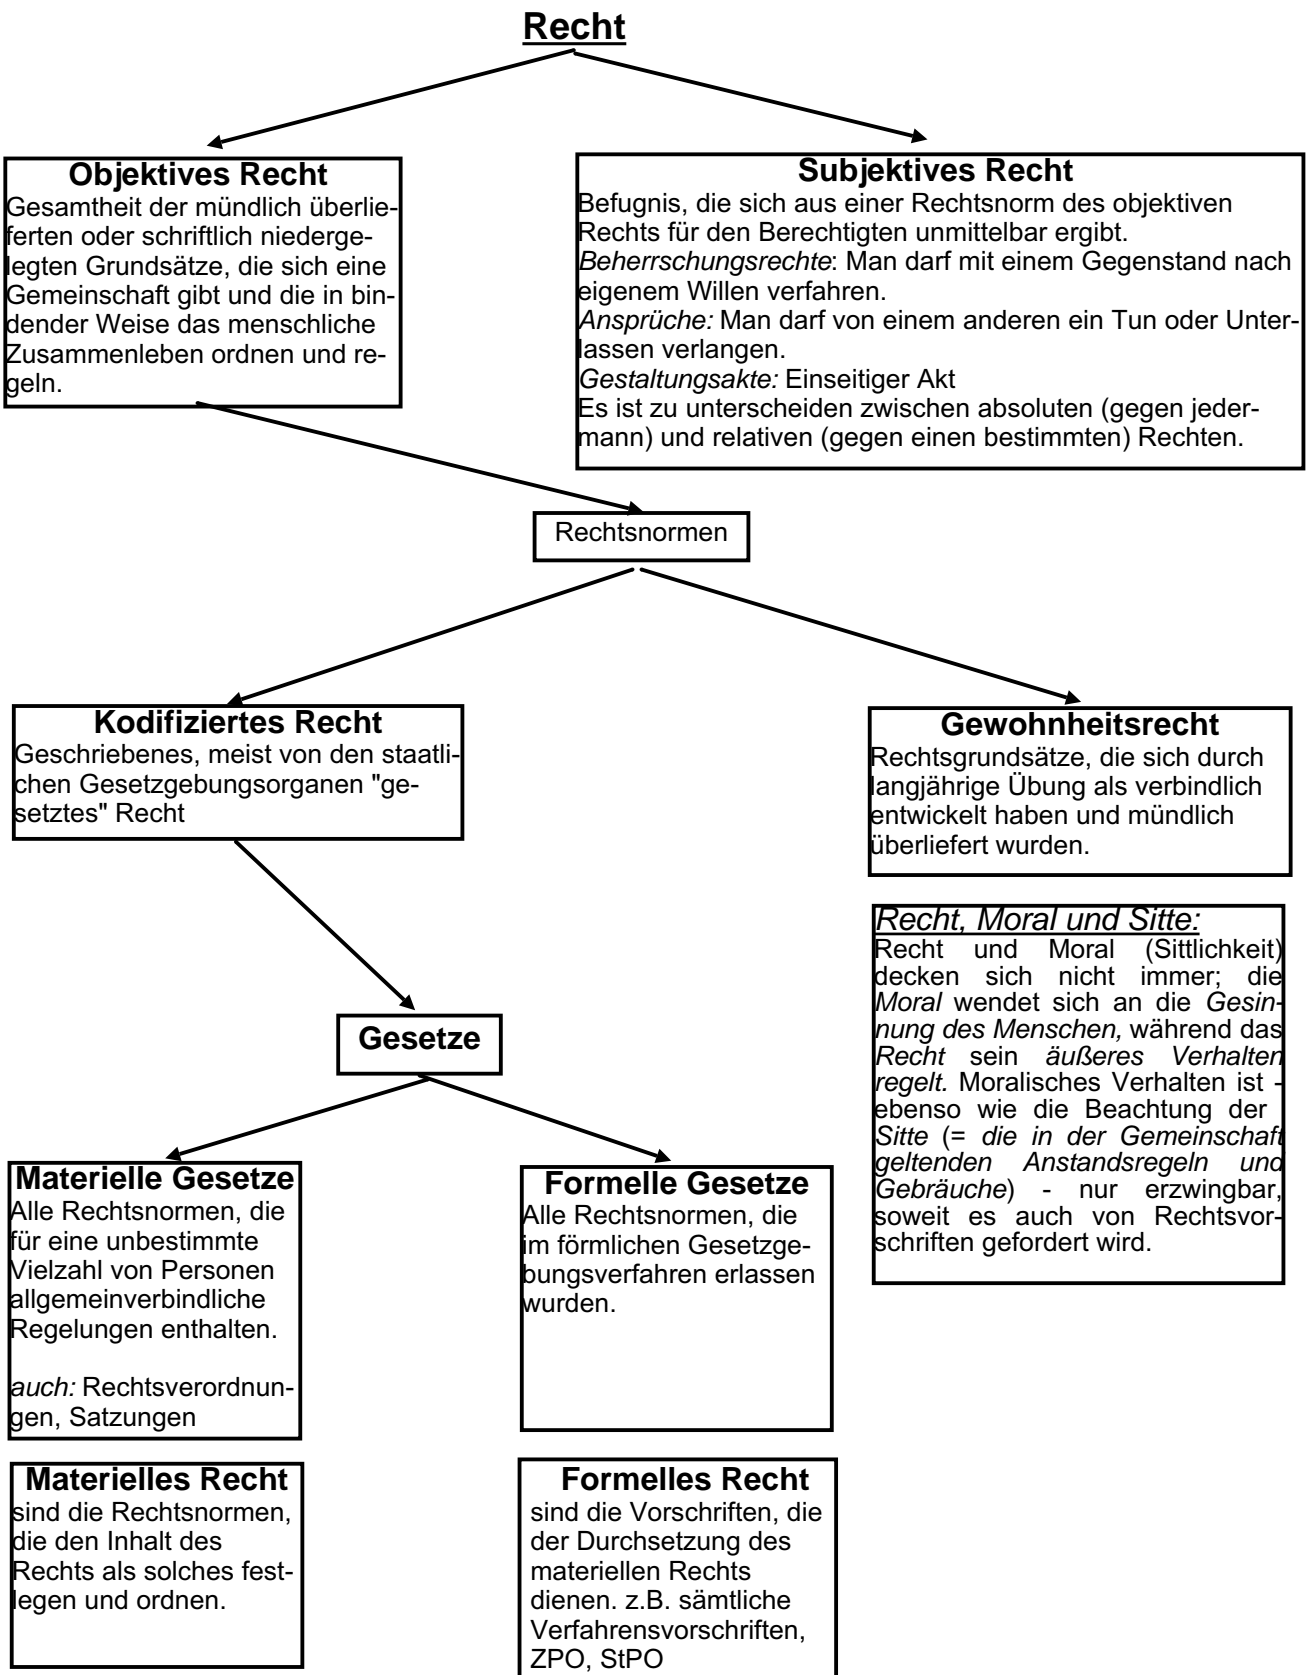 Recht
Objektives Recht
Gesamtheit der mündlich überlie-
ferten oder schriftlich niederge-
legten Grundsätze, die sich eine
Gemeinschaft gibt und die in bin-
dender Weise das menschliche
Zusammenleben ordnen und re-
geln.
Subjektives Recht
Befugnis, die sich aus einer Rechtsnorm des objektiven
Rechts für den Berechtigten unmittelbar ergibt.
Beherrschungsrechte: Man darf mit einem Gegenstand nach
eigenem Willen verfahren.
Ansprüche: Man darf von einem anderen ein Tun oder Unter-
lassen verlangen.
Gestaltungsakte: Einseitiger Akt
Es ist zu unterscheiden zwischen absoluten (gegen jeder-
mann) und relativen (gegen einen bestimmten) Rechten.
Rechtsnormen
Kodifiziertes Recht
Geschriebenes, meist von den staatli-
chen Gesetzgebungsorganen "ge-
setztes" Recht
Gewohnheitsrecht
Rechtsgrundsätze, die sich durch
langjährige Übung als verbindlich
entwickelt haben und mündlich
überliefert wurden.
Recht, Moral und Sitte:
Recht und Moral (Sittlichkeit)
decken sich nicht immer; die
Moral wendet sich an die Gesin-
nung des Menschen, während das
Recht sein äußeres Verhalten
regelt. Moralisches Verhalten ist -
ebenso wie die Beachtung der
Sitte (= die in der Gemeinschaft
geltenden Anstandsregeln und
Gebräuche) - nur erzwingbar,
soweit es auch von Rechtsvor-
schriften gefordert wird.
Gesetze
Materielle Gesetze
Alle Rechtsnormen, die
für eine unbestimmte
Vielzahl von Personen
allgemeinverbindliche
Regelungen enthalten.
auch: Rechtsverordnun-
gen, Satzungen
Formelle Gesetze
Alle Rechtsnormen, die
im förmlichen Gesetzge-
bungsverfahren erlassen
wurden.
Materielles Recht
sind die Rechtsnormen,
die den Inhalt des
Rechts als solches fest-
legen und ordnen.
Formelles Recht
sind die Vorschriften, die
der Durchsetzung des
materiellen Rechts
dienen. z.B. sämtliche
Verfahrensvorschriften,
ZPO, StPO